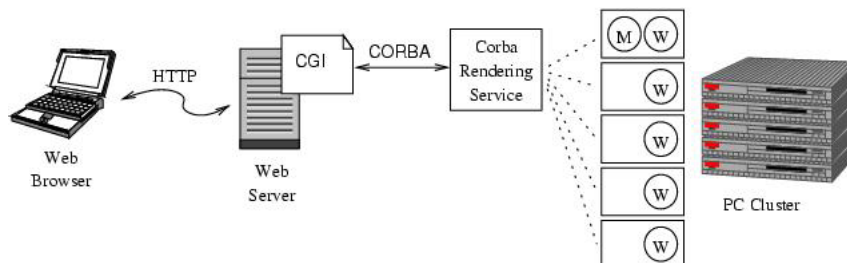 HTTP
Web
Browser
CGI
Web
Server
CORBA
Corba
Rendering
Service
M W
W
W
W
W
PC Cluster